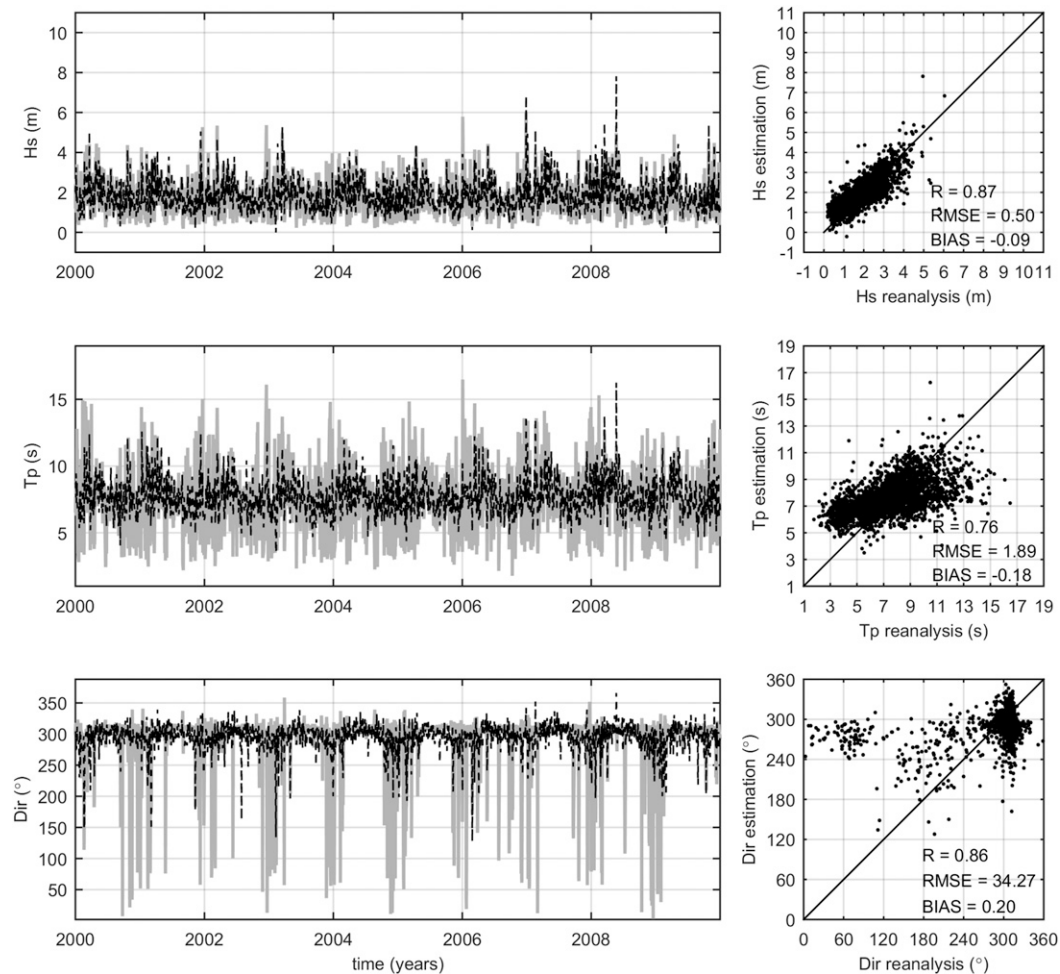 11
10
8
6
4
2
0
Hs (m)
2000 2002 2004 2006 2008
11
10
9
8
7
6
5
4
3
2
1
0
-1
Hs estimation (m)
R = 0.87
RMSE = 0.50
BIAS = -0.09
-1 0 1 2 3 4 5 6 7 8 9 10 11
Hs reanalysis (m)
15
10
5
Tp (s)
2000 2002 2004 2006 2008
19
17
15
13
11
9
7
5
3
1
Tp estimation (s)
R = 0.76
RMSE = 1.89
BIAS = -0.18
1 3 5 7 9 11 13 15 17 19
Tp reanalysis (s)
350
300
250
200
150
100
50
Dir (°)
2000 2002 2004 2006 2008
time (years)
360
300
240
180
120
60
0
Dir estimation (°)
R = 0.86
RMSE = 34.27
BIAS = 0.20
0 60 120 180 240 300 360
Dir reanalysis (°)